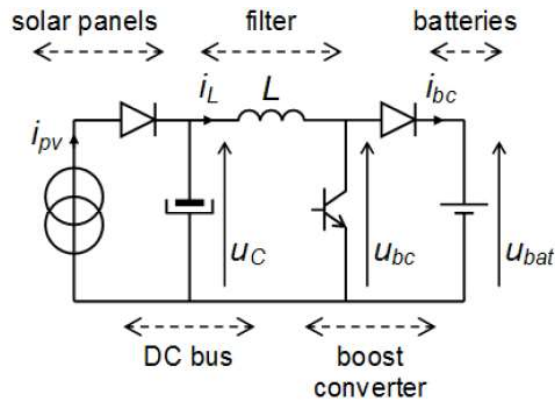 solar panels filter batteries
i_L L i_bc
i_pv
u_C u_bc u_bat
DC bus boost
converter